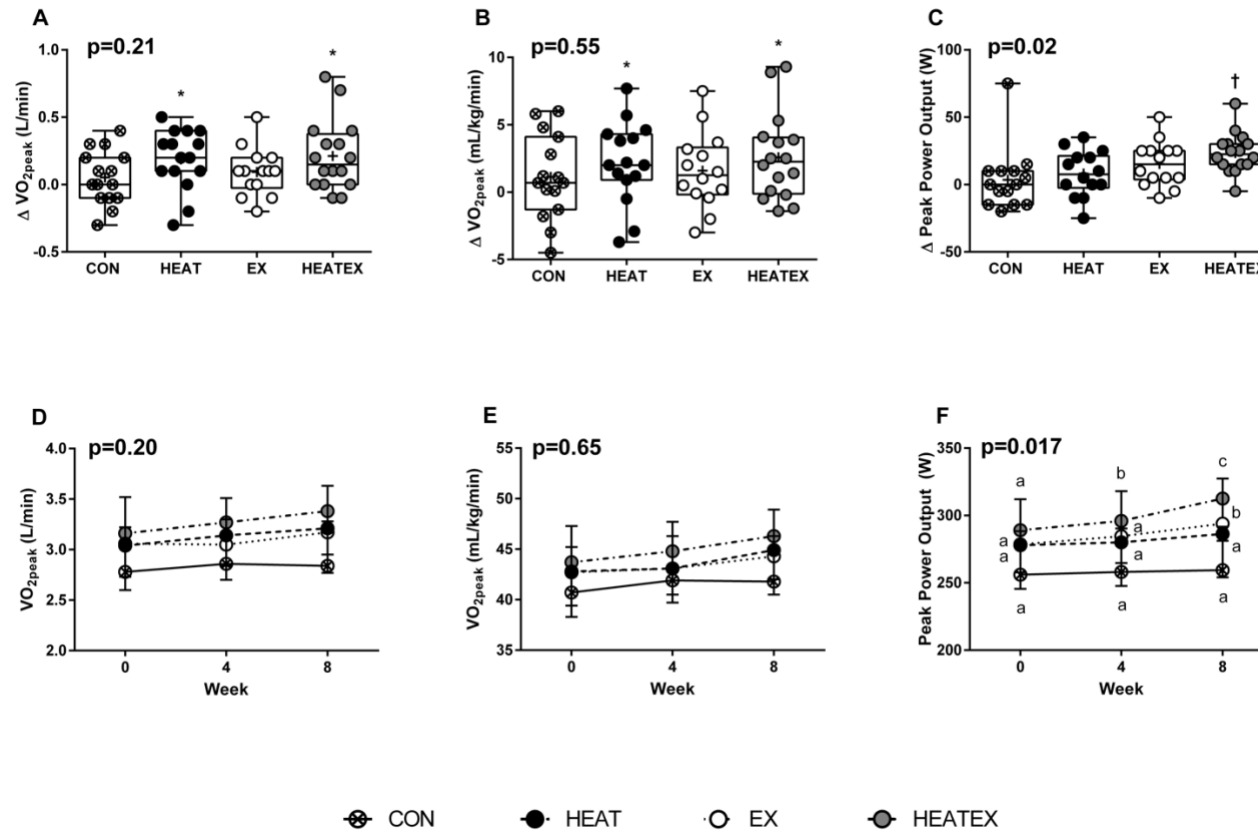 A
p=0.21
Δ VO2peak (L/min)
1.0
0.5
0.0
-0.5
*
*
CON HEAT EX HEATEX
B
p=0.55
Δ VO2peak (mL/kg/min)
10
5
0
-5
*
*
CON HEAT EX HEATEX
C
p=0.02
Δ Peak Power Output (W)
100
50
0
-50
†
CON HEAT EX HEATEX
D
p=0.20
VO2peak (L/min)
4.0
3.5
3.0
2.5
2.0
0 4 8
Week
E
p=0.65
VO2peak (mL/kg/min)
55
50
45
40
35
0 4 8
Week
F
p=0.017
Peak Power Output (W)
350
300
250
200
a b c
a a b
a a a
a a a
0 4 8
Week
CON HEAT EX HEATEX